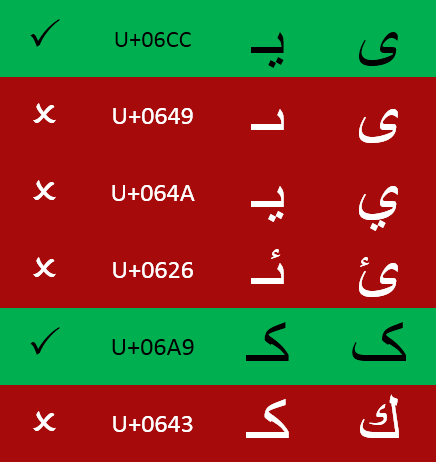 ✓ U+06CC یـ ی
✗ U+0649 ىـ ى
✗ U+064A يـ ي
✗ U+0626 ئـ ئ
✓ U+06A9 کـ ک
✗ U+0643 كـ ك